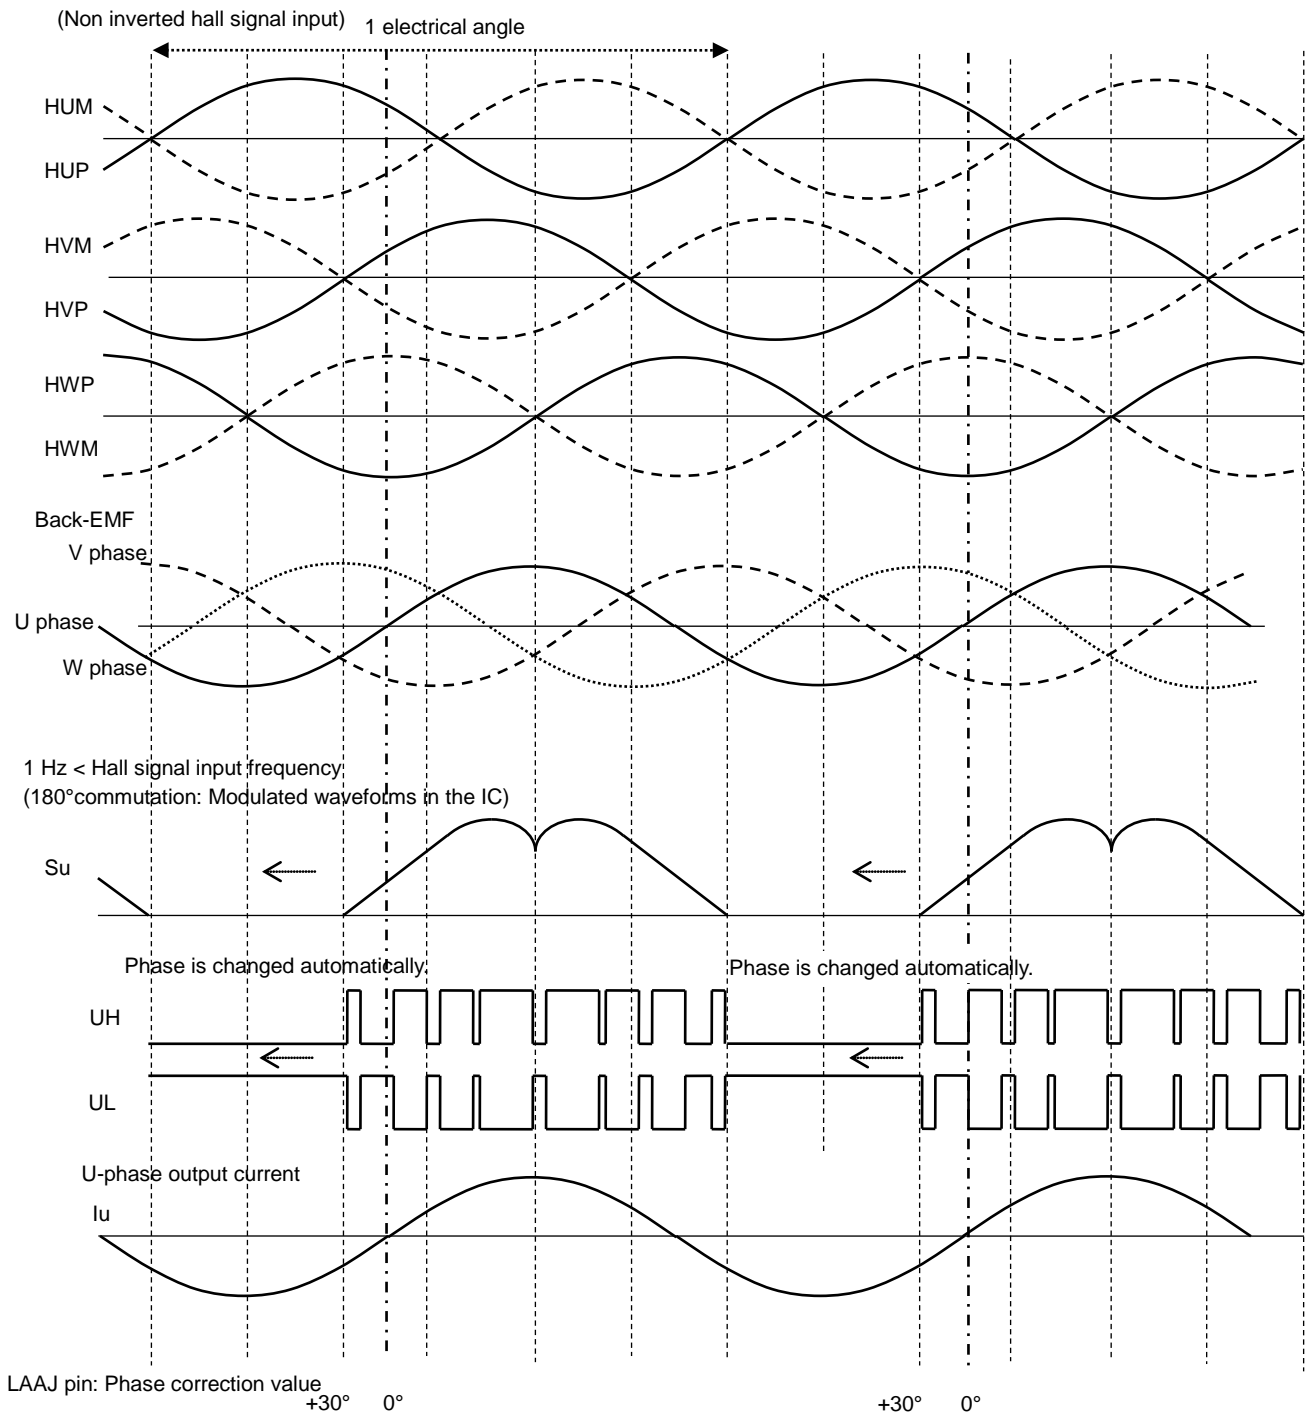 (Non inverted hall signal input)
1 electrical angle
HUM
HUP
HVM
HVP
HWP
HWM
Back-EMF
V phase
U phase
W phase
1 Hz < Hall signal input frequency
(180°commutation: Modulated waveforms in the IC)
Su
Phase is changed automatically.
Phase is changed automatically.
UH
UL
U-phase output current
Iu
LAAJ pin: Phase correction value
+30° 0° +30° 0°